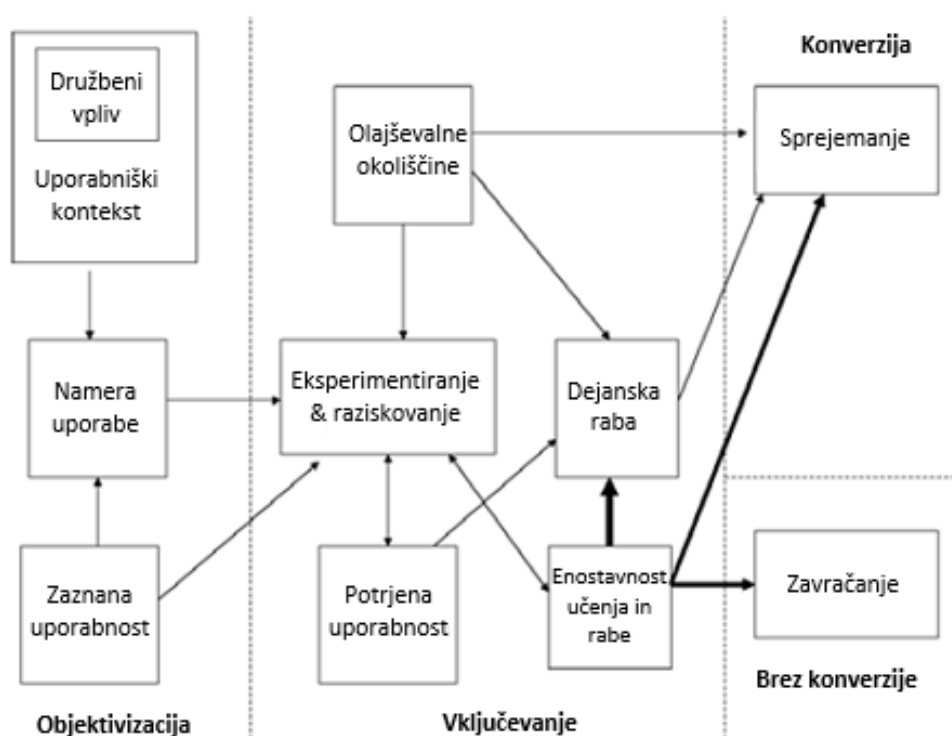 Konverzija
Družbeni
vpliv
Uporabniški
kontekst
Olajševalne
okoliščine
Sprejemanje
Namera
uporabe
Eksperimentiranje
& raziskovanje
Dejanska
raba
Zaznana
uporabnost
Potrjena
uporabnost
Enostavnost
učenja in
rabe
Zavračanje
Brez konverzije
Objektivizacija
Vključevanje